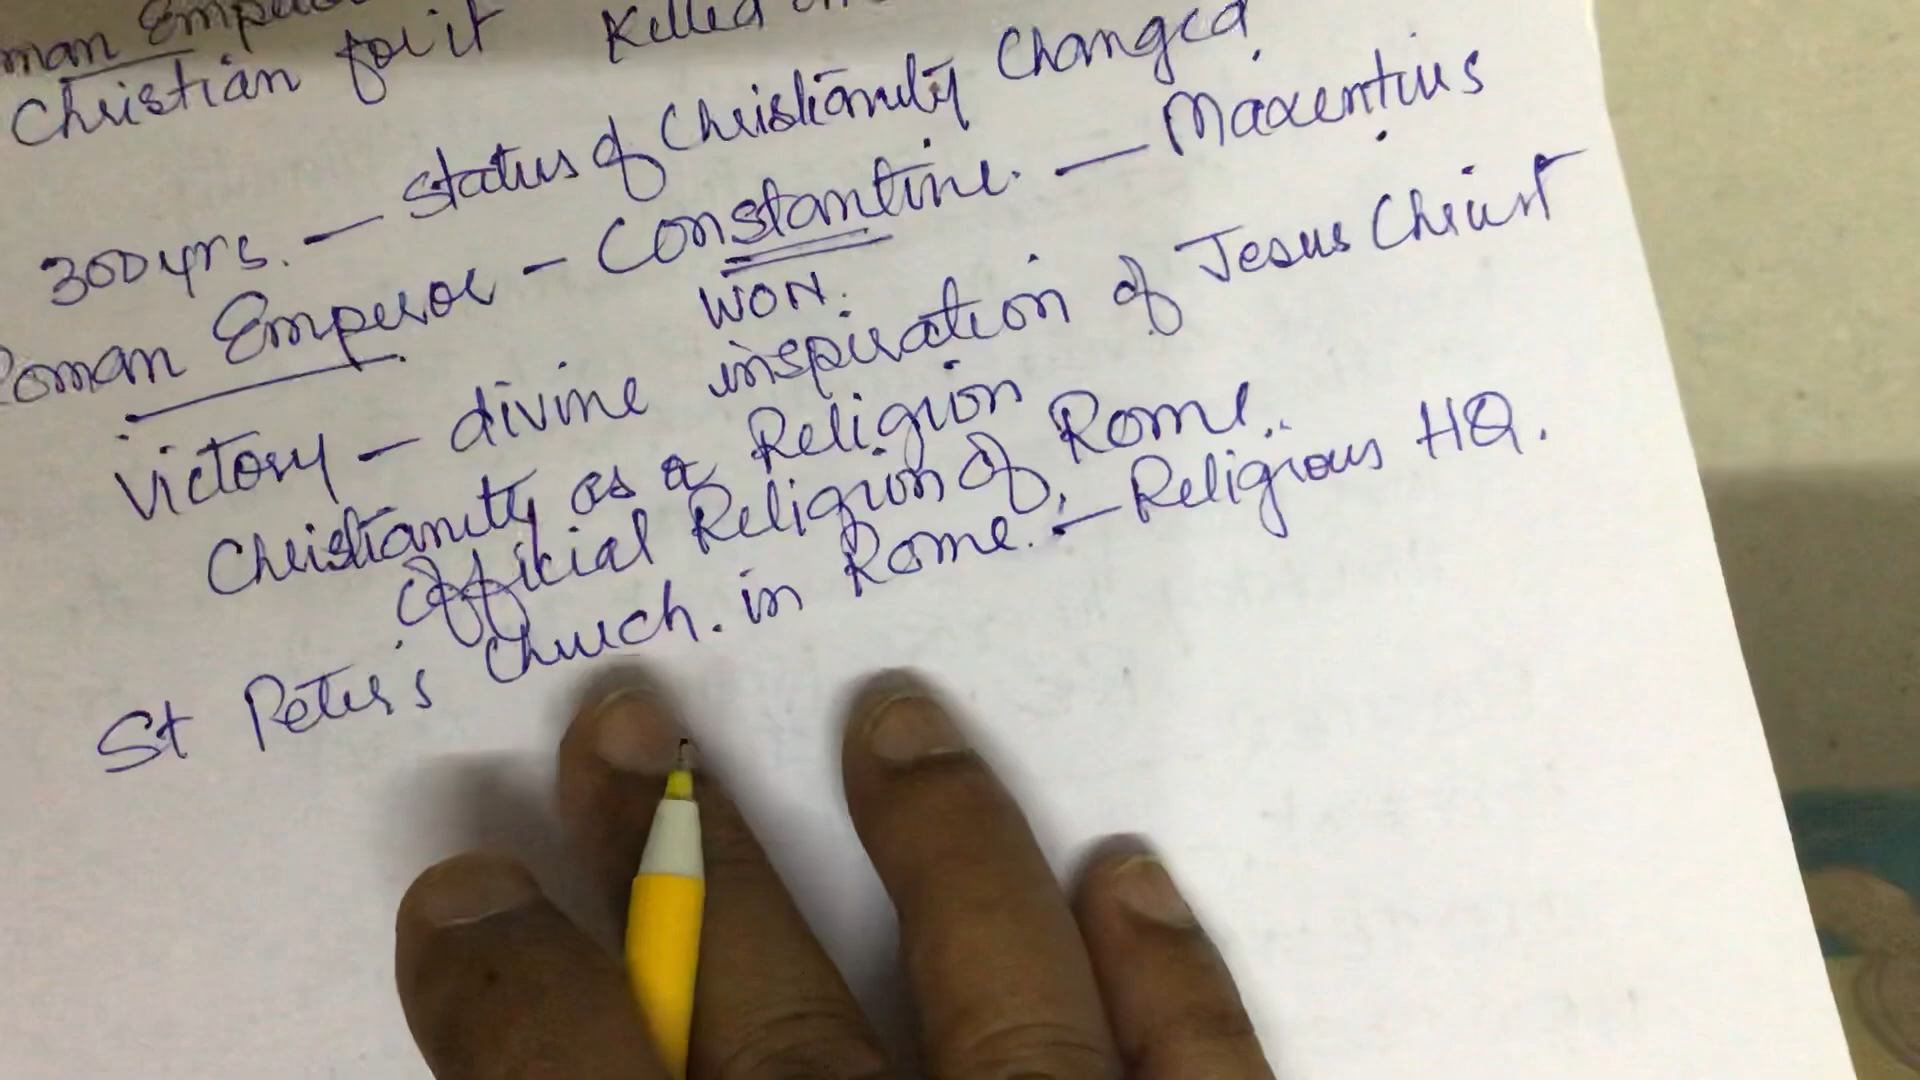 Christian for it Killed
300 yrs. — Status of Christianity Changed
Roman Emperor - Constantine. — Maxentius
WON.
Victory — divine inspiration of Jesus Christ
Christianity as a Religion
Official Religion of Rome.
St Peter's Church. in Rome. — Religious HQ.